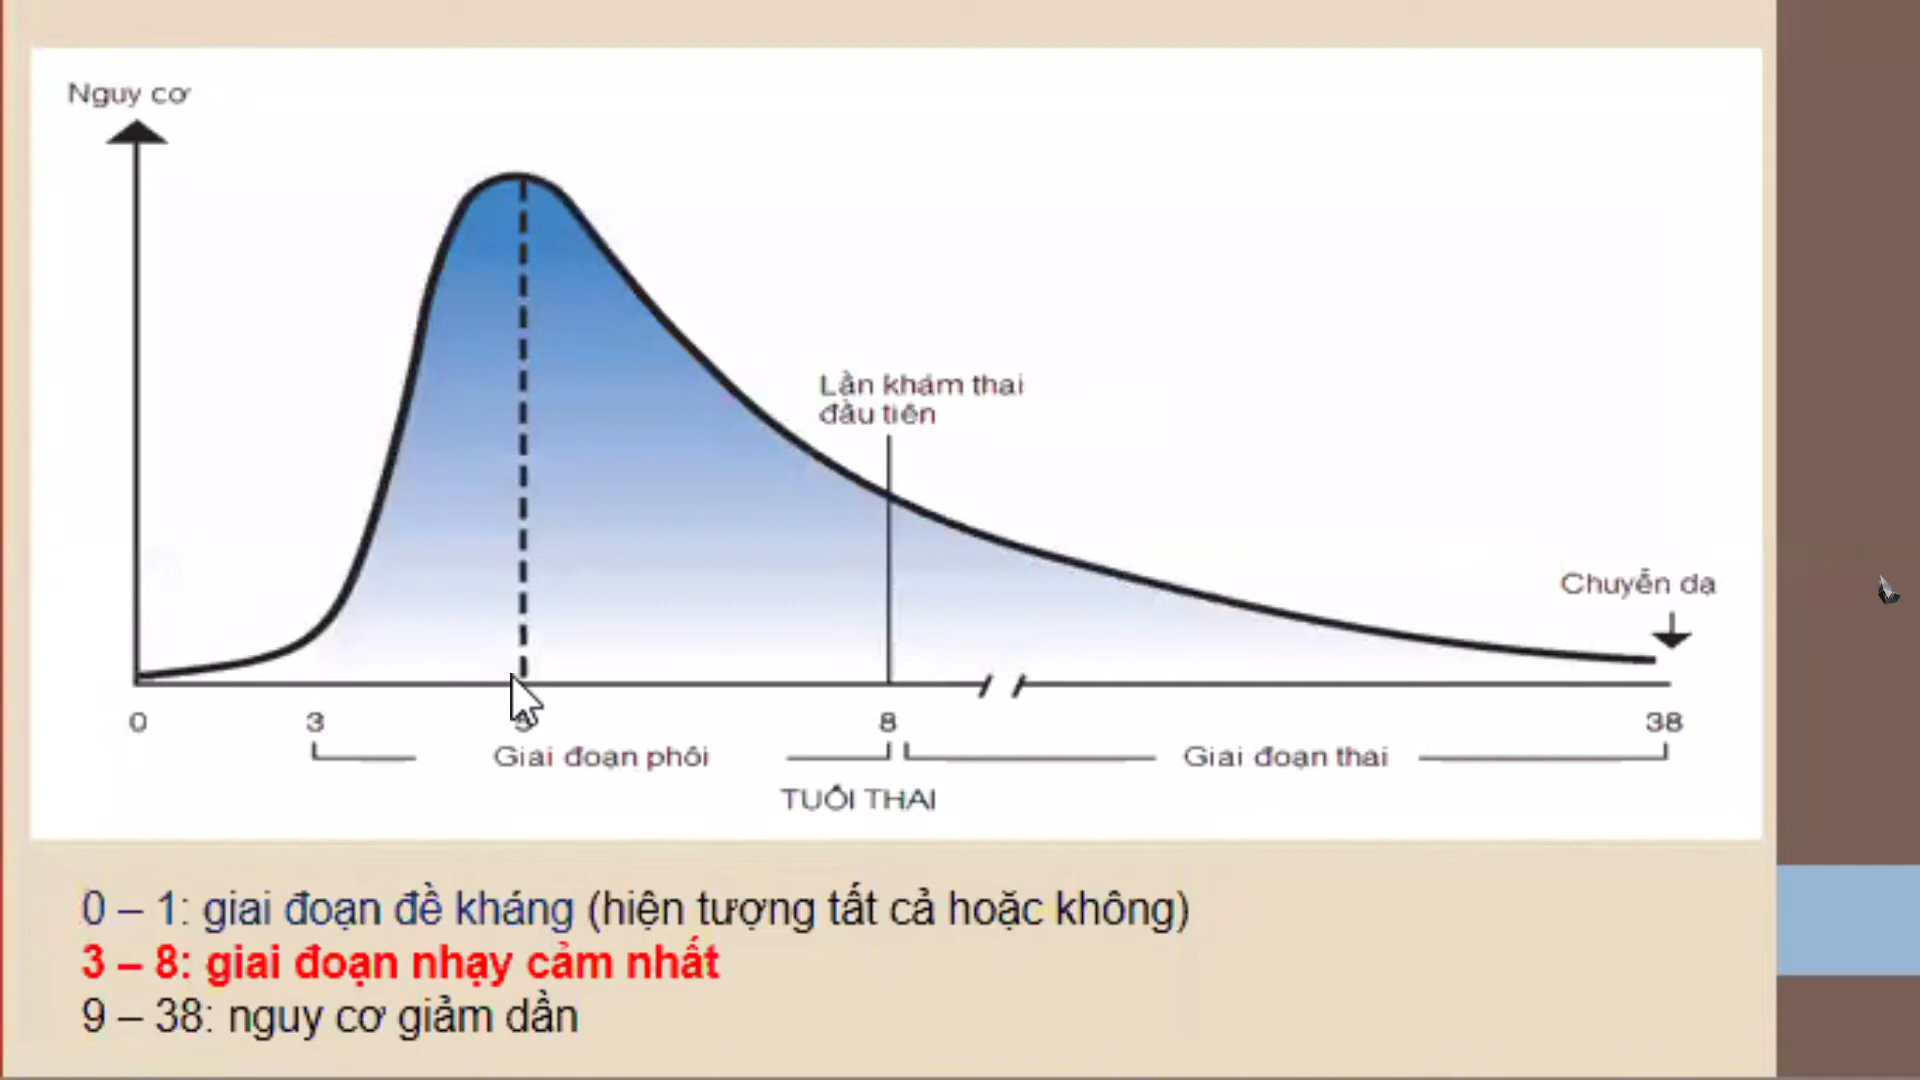 Nguy cơ
Lần khám thai
đầu tiên
Chuyển dạ
0 3 5 8 38
Giai đoạn phôi Giai đoạn thai
TUỔI THAI
0 – 1: giai đoạn đề kháng (hiện tượng tất cả hoặc không)
3 – 8: giai đoạn nhạy cảm nhất
9 – 38: nguy cơ giảm dần